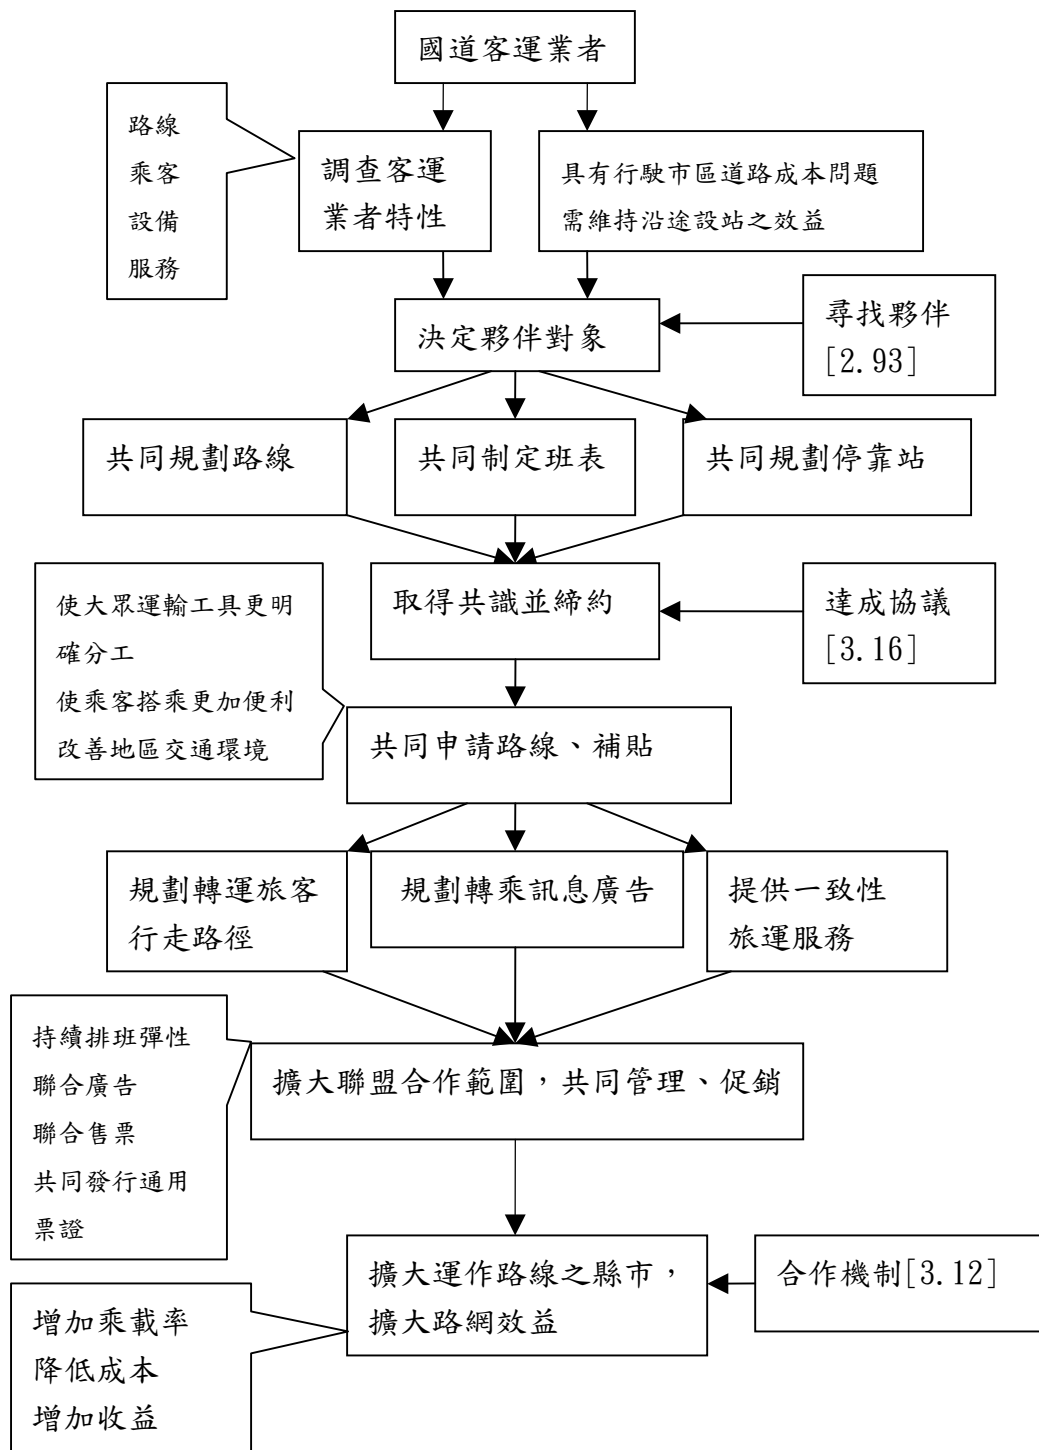 國道客運業者
路線
乘客
設備
服務
調查客運
業者特性
具有行駛市區道路成本問題
需維持沿途設站之效益
決定夥伴對象
尋找夥伴
[2.93]
共同規劃路線
共同制定班表
共同規劃停靠站
使大眾運輸工具更明
確分工
使乘客搭乘更加便利
改善地區交通環境
取得共識並締約
達成協議
[3.16]
共同申請路線、補貼
規劃轉運旅客
行走路徑
規劃轉乘訊息廣告
提供一致性
旅運服務
持續排班彈性
聯合廣告
聯合售票
共同發行通用
票證
擴大聯盟合作範圍，共同管理、促銷
擴大運作路線之縣市，
擴大路網效益
合作機制[3.12]
增加乘載率
降低成本
增加收益